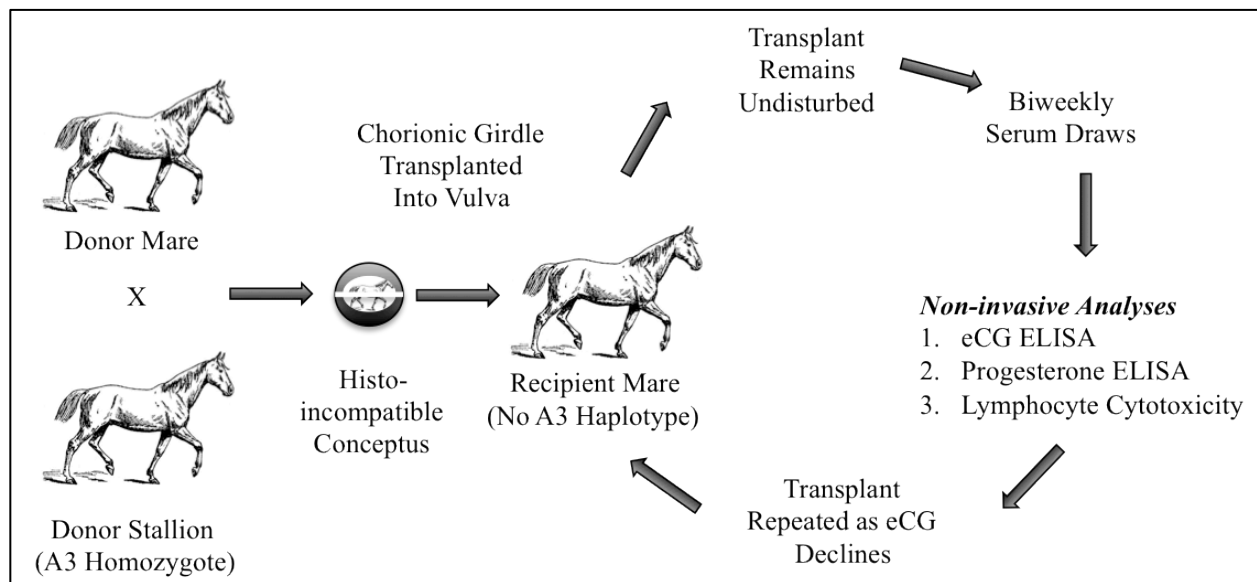 Donor Mare
X
Donor Stallion
(A3 Homozygote)
Histo-
incompatible
Conceptus
Chorionic Girdle
Transplanted
Into Vulva
Recipient Mare
(No A3 Haplotype)
Transplant
Remains
Undisturbed
Biweekly
Serum Draws
Non-invasive Analyses
1. eCG ELISA
2. Progesterone ELISA
3. Lymphocyte Cytotoxicity
Transplant
Repeated as eCG
Declines